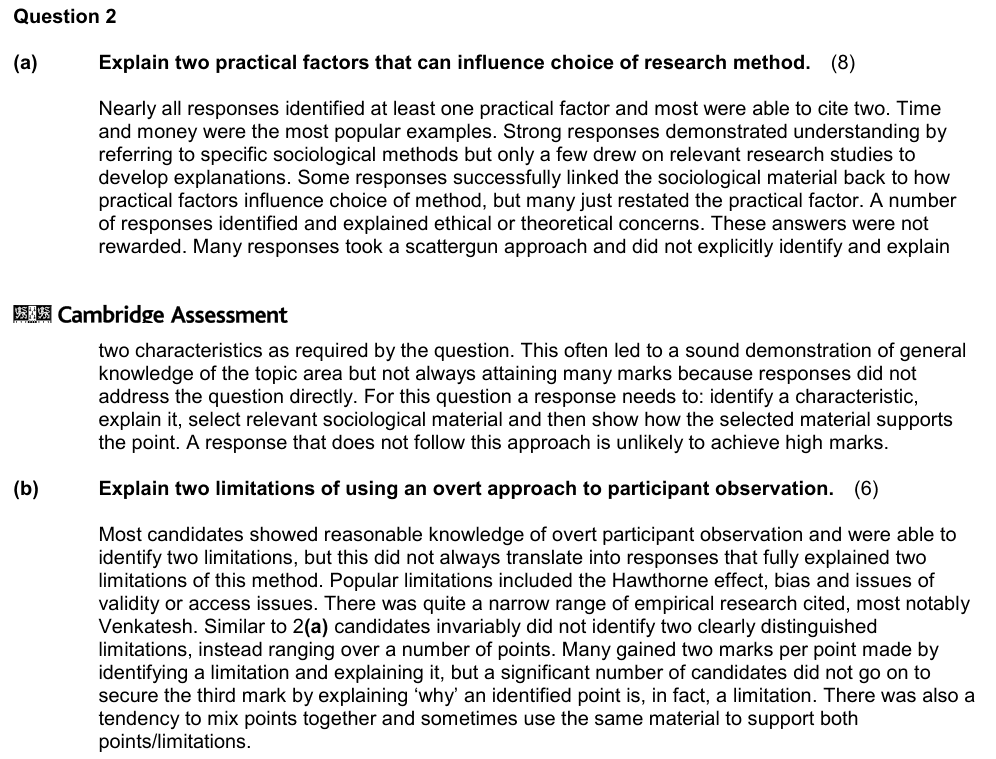 Question 2
(a) Explain two practical factors that can influence choice of research method. (8)
Nearly all responses identified at least one practical factor and most were able to cite two. Time
and money were the most popular examples. Strong responses demonstrated understanding by
referring to specific sociological methods but only a few drew on relevant research studies to
develop explanations. Some responses successfully linked the sociological material back to how
practical factors influence choice of method, but many just restated the practical factor. A number
of responses identified and explained ethical or theoretical concerns. These answers were not
rewarded. Many responses took a scattergun approach and did not explicitly identify and explain
Cambridge Assessment
two characteristics as required by the question. This often led to a sound demonstration of general
knowledge of the topic area but not always attaining many marks because responses did not
address the question directly. For this question a response needs to: identify a characteristic,
explain it, select relevant sociological material and then show how the selected material supports
the point. A response that does not follow this approach is unlikely to achieve high marks.
(b) Explain two limitations of using an overt approach to participant observation. (6)
Most candidates showed reasonable knowledge of overt participant observation and were able to
identify two limitations, but this did not always translate into responses that fully explained two
limitations of this method. Popular limitations included the Hawthorne effect, bias and issues of
validity or access issues. There was quite a narrow range of empirical research cited, most notably
Venkatesh. Similar to 2(a) candidates invariably did not identify two clearly distinguished
limitations, instead ranging over a number of points. Many gained two marks per point made by
identifying a limitation and explaining it, but a significant number of candidates did not go on to
secure the third mark by explaining ‘why’ an identified point is, in fact, a limitation. There was also a
tendency to mix points together and sometimes use the same material to support both
points/limitations.